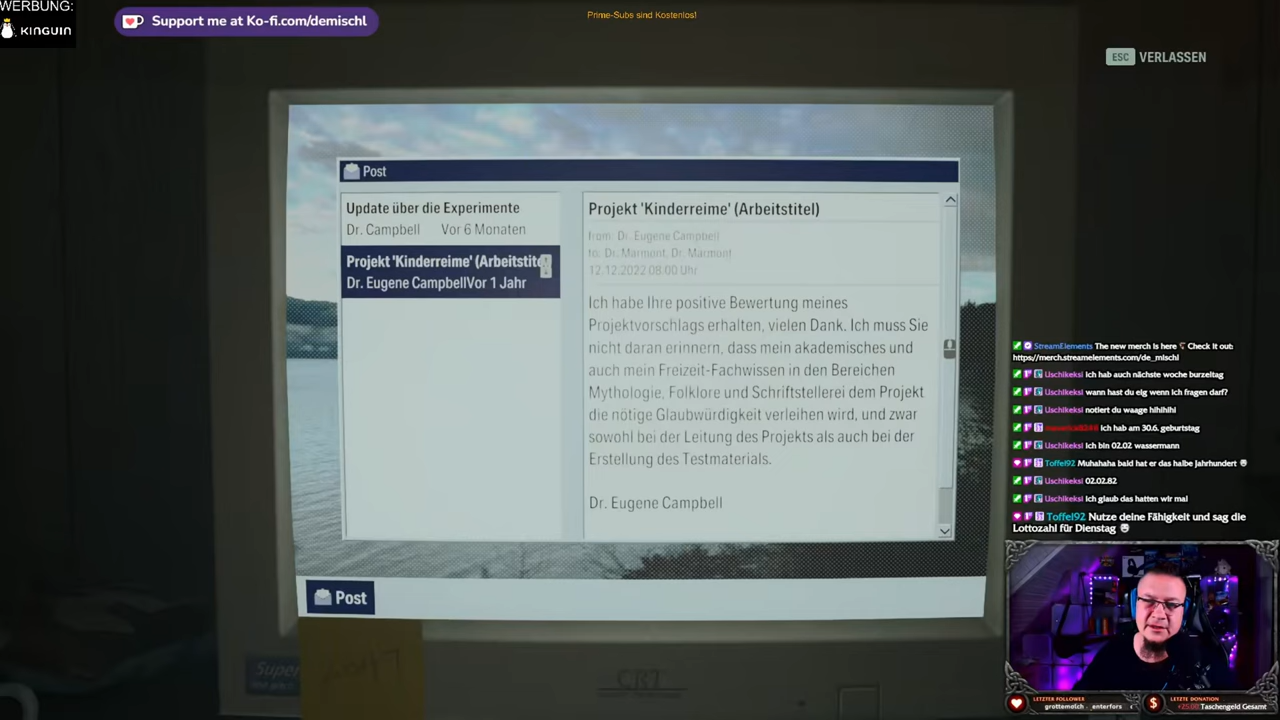 WERBUNG:
KINGUIN
Support me at Ko-fi.com/demischl
Prime-Subs sind Kostenlos!
ESC VERLASSEN
Post
Update über die Experimente
Dr. Campbell Vor 6 Monaten
Projekt 'Kinderreime' (Arbeitstite
Dr. Eugene CampbellVor 1 Jahr
Projekt 'Kinderreime' (Arbeitstitel)
from: Dr. Eugene Campbell
to: Dr. Marmont, Dr. Marmont
12.12.2022 08:00 Uhr
Ich habe Ihre positive Bewertung meines
Projektvorschlags erhalten, vielen Dank. Ich muss Sie
nicht daran erinnern, dass mein akademisches und
auch mein Freizeit-Fachwissen in den Bereichen
Mythologie, Folklore und Schriftstellerei dem Projekt
die nötige Glaubwürdigkeit verleihen wird, und zwar
sowohl bei der Leitung des Projekts als auch bei der
Erstellung des Testmaterials.
Dr. Eugene Campbell
Post
Super
CRT
StreamElements The new merch is here Check it out:
https://merch.streamelements.com/de_mischl
Uschikeksi Ich hab auch nächste woche burzeltag
Uschikeksi wann hast du eig wenn ich fragen darf?
Uschikeksi notiert du waage hihihihi
Ich hab am 30.6. geburtstag
Uschikeksi Ich bin 02.02 wassermann
Toffel92 Muhahaha bald hat er das halbe jahrhundert
Uschikeksi 02.02.82
Uschikeksi Ich glaub das hatten wir mal
Toffel92 Nutze deine Fähigkeit und sag die
Lottozahl für Dienstag
LETZTER FOLLOWER
grottemolch
enterfors
LETZTE DONATION
Taschengeld Gesamt